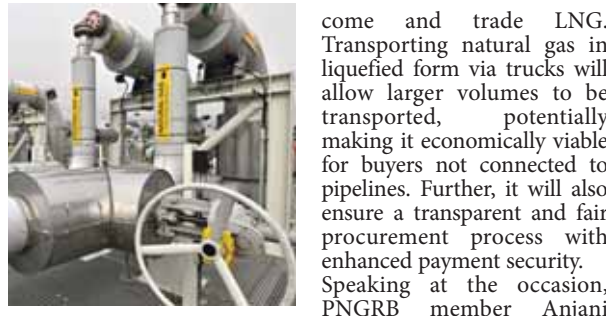 come and trade LNG.
Transporting natural gas in
liquefied form via trucks will
allow larger volumes to be
transported, potentially
making it economically viable
for buyers not connected to
pipelines. Further, it will also
ensure a transparent and fair
procurement process with
enhanced payment security.
Speaking at the occasion,
PNGRB member Anjani